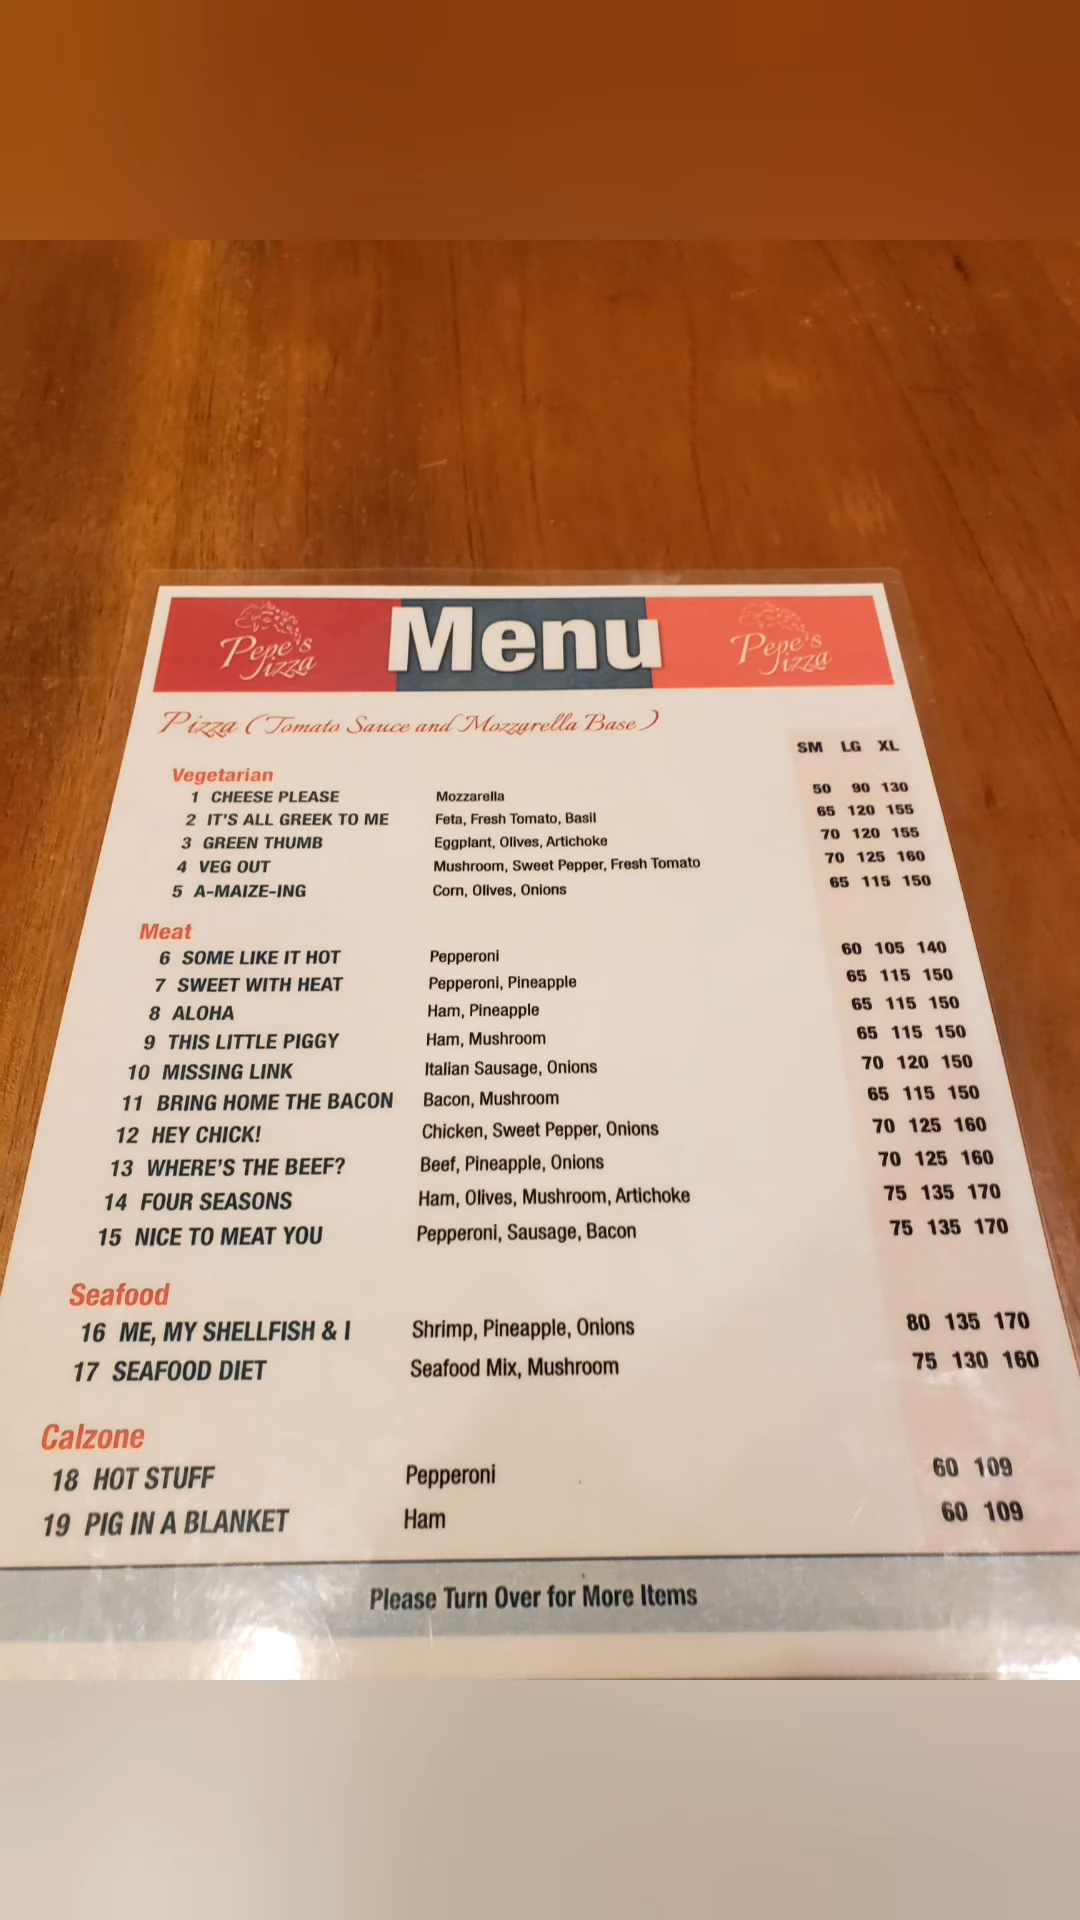 Pepe's Pizza
Menu
Pepe's Pizza
Pizza (Tomato Sauce and Mozzarella Base)
SM LG XL
Vegetarian
1 CHEESE PLEASE Mozzarella 50 90 130
2 IT'S ALL GREEK TO ME Feta, Fresh Tomato, Basil 65 120 155
3 GREEN THUMB Eggplant, Olives, Artichoke 70 120 155
4 VEG OUT Mushroom, Sweet Pepper, Fresh Tomato 70 125 160
5 A-MAIZE-ING Corn, Olives, Onions 65 115 150
Meat
6 SOME LIKE IT HOT Pepperoni 60 105 140
7 SWEET WITH HEAT Pepperoni, Pineapple 65 115 150
8 ALOHA Ham, Pineapple 65 115 150
9 THIS LITTLE PIGGY Ham, Mushroom 65 115 150
10 MISSING LINK Italian Sausage, Onions 70 120 150
11 BRING HOME THE BACON Bacon, Mushroom 65 115 150
12 HEY CHICK! Chicken, Sweet Pepper, Onions 70 125 160
13 WHERE'S THE BEEF? Beef, Pineapple, Onions 70 125 160
14 FOUR SEASONS Ham, Olives, Mushroom, Artichoke 75 135 170
15 NICE TO MEAT YOU Pepperoni, Sausage, Bacon 75 135 170
Seafood
16 ME, MY SHELLFISH & I Shrimp, Pineapple, Onions 80 135 170
17 SEAFOOD DIET Seafood Mix, Mushroom 75 130 160
Calzone
18 HOT STUFF Pepperoni 60 109
19 PIG IN A BLANKET Ham 60 109
Please Turn Over for More Items